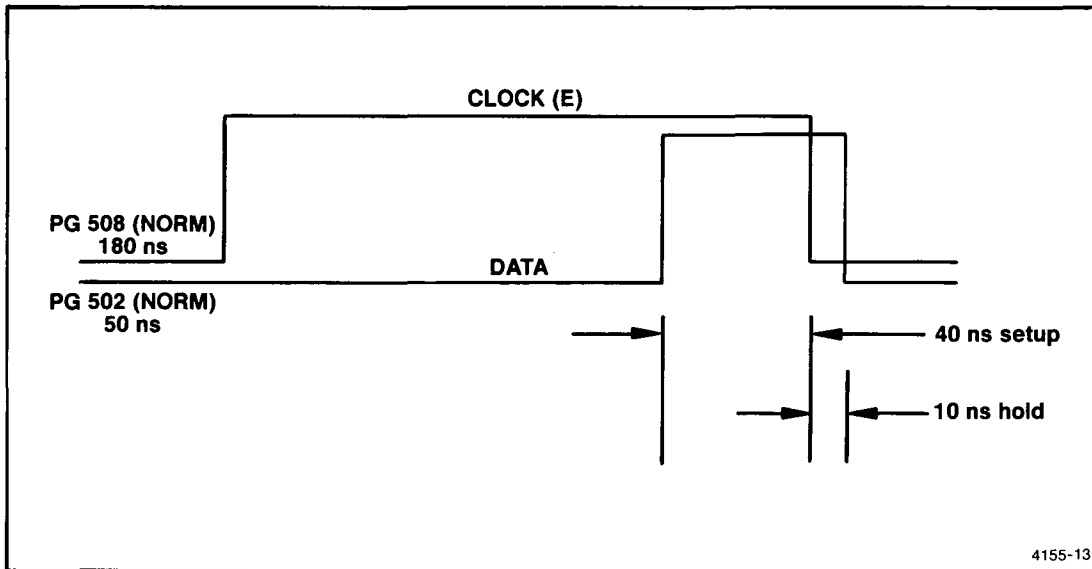 CLOCK (E)
PG 508 (NORM)
180 ns
DATA
PG 502 (NORM)
50 ns
40 ns setup
10 ns hold
4155-13